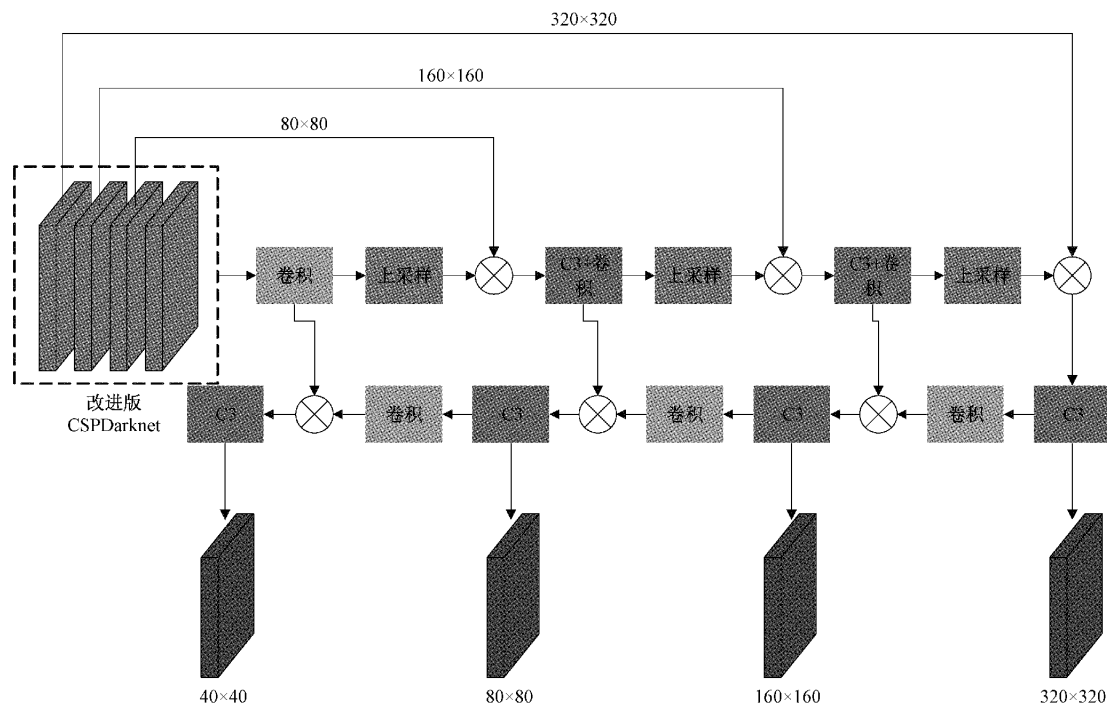 320×320
160×160
80×80
卷积
上采样
C3+卷
积
上采样
C3+卷
积
上采样
改进版
CSPDarknet
C3
卷积
C3
卷积
C3
卷积
C3
40×40
80×80
160×160
320×320